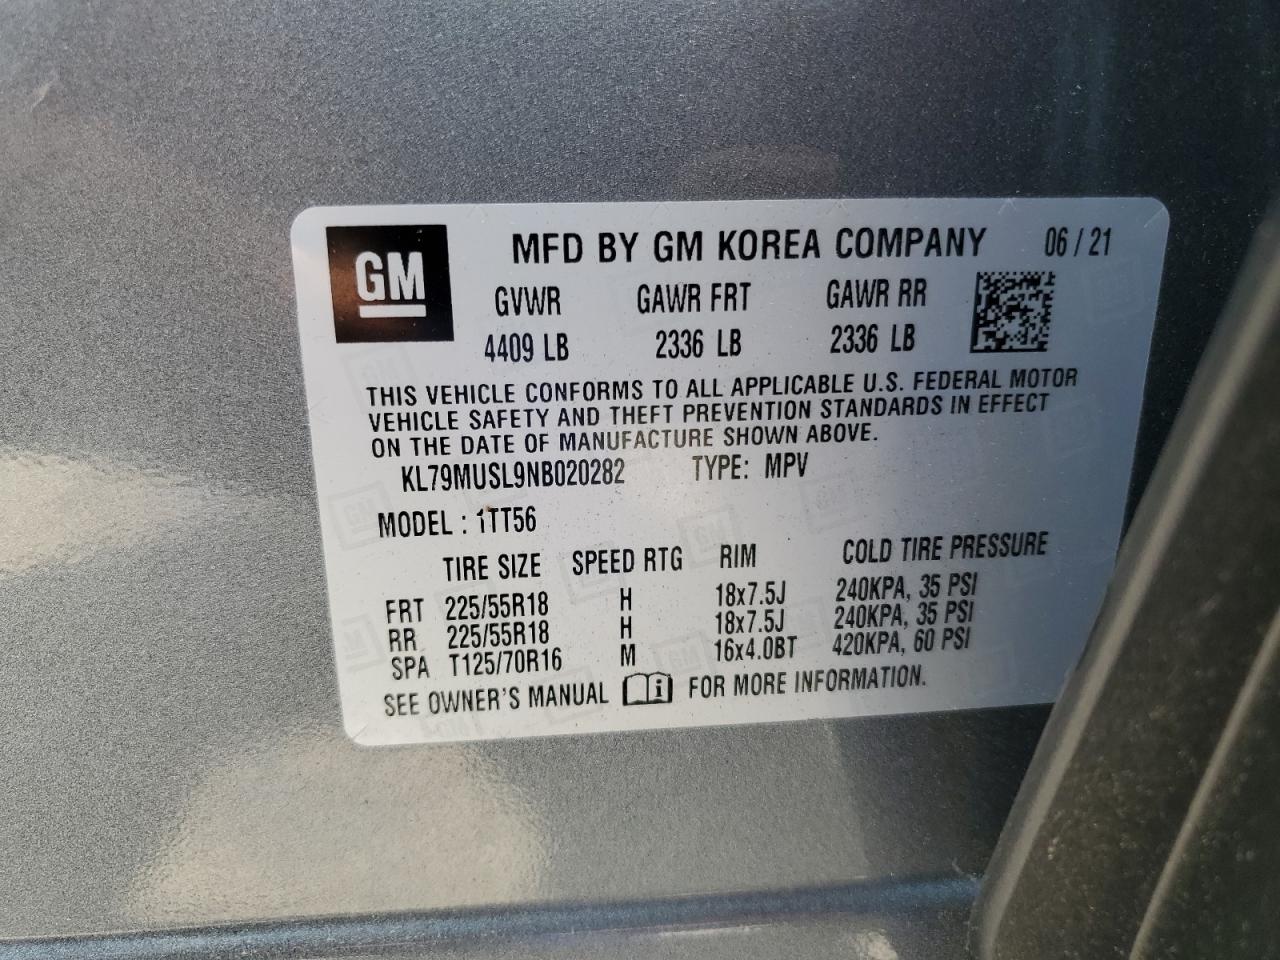 GM
MFD BY GM KOREA COMPANY 06 / 21
GVWR GAWR FRT GAWR RR
4409 LB 2336 LB 2336 LB
THIS VEHICLE CONFORMS TO ALL APPLICABLE U.S. FEDERAL MOTOR
VEHICLE SAFETY AND THEFT PREVENTION STANDARDS IN EFFECT
ON THE DATE OF MANUFACTURE SHOWN ABOVE.
KL79MUSL9NB020282 TYPE: MPV
MODEL : 1TT56
TIRE SIZE SPEED RTG RIM COLD TIRE PRESSURE
FRT 225/55R18 H 18x7.5J 240KPA, 35 PSI
RR 225/55R18 H 18x7.5J 240KPA, 35 PSI
SPA T125/70R16 M 16x4.0BT 420KPA, 60 PSI
SEE OWNER'S MANUAL FOR MORE INFORMATION.